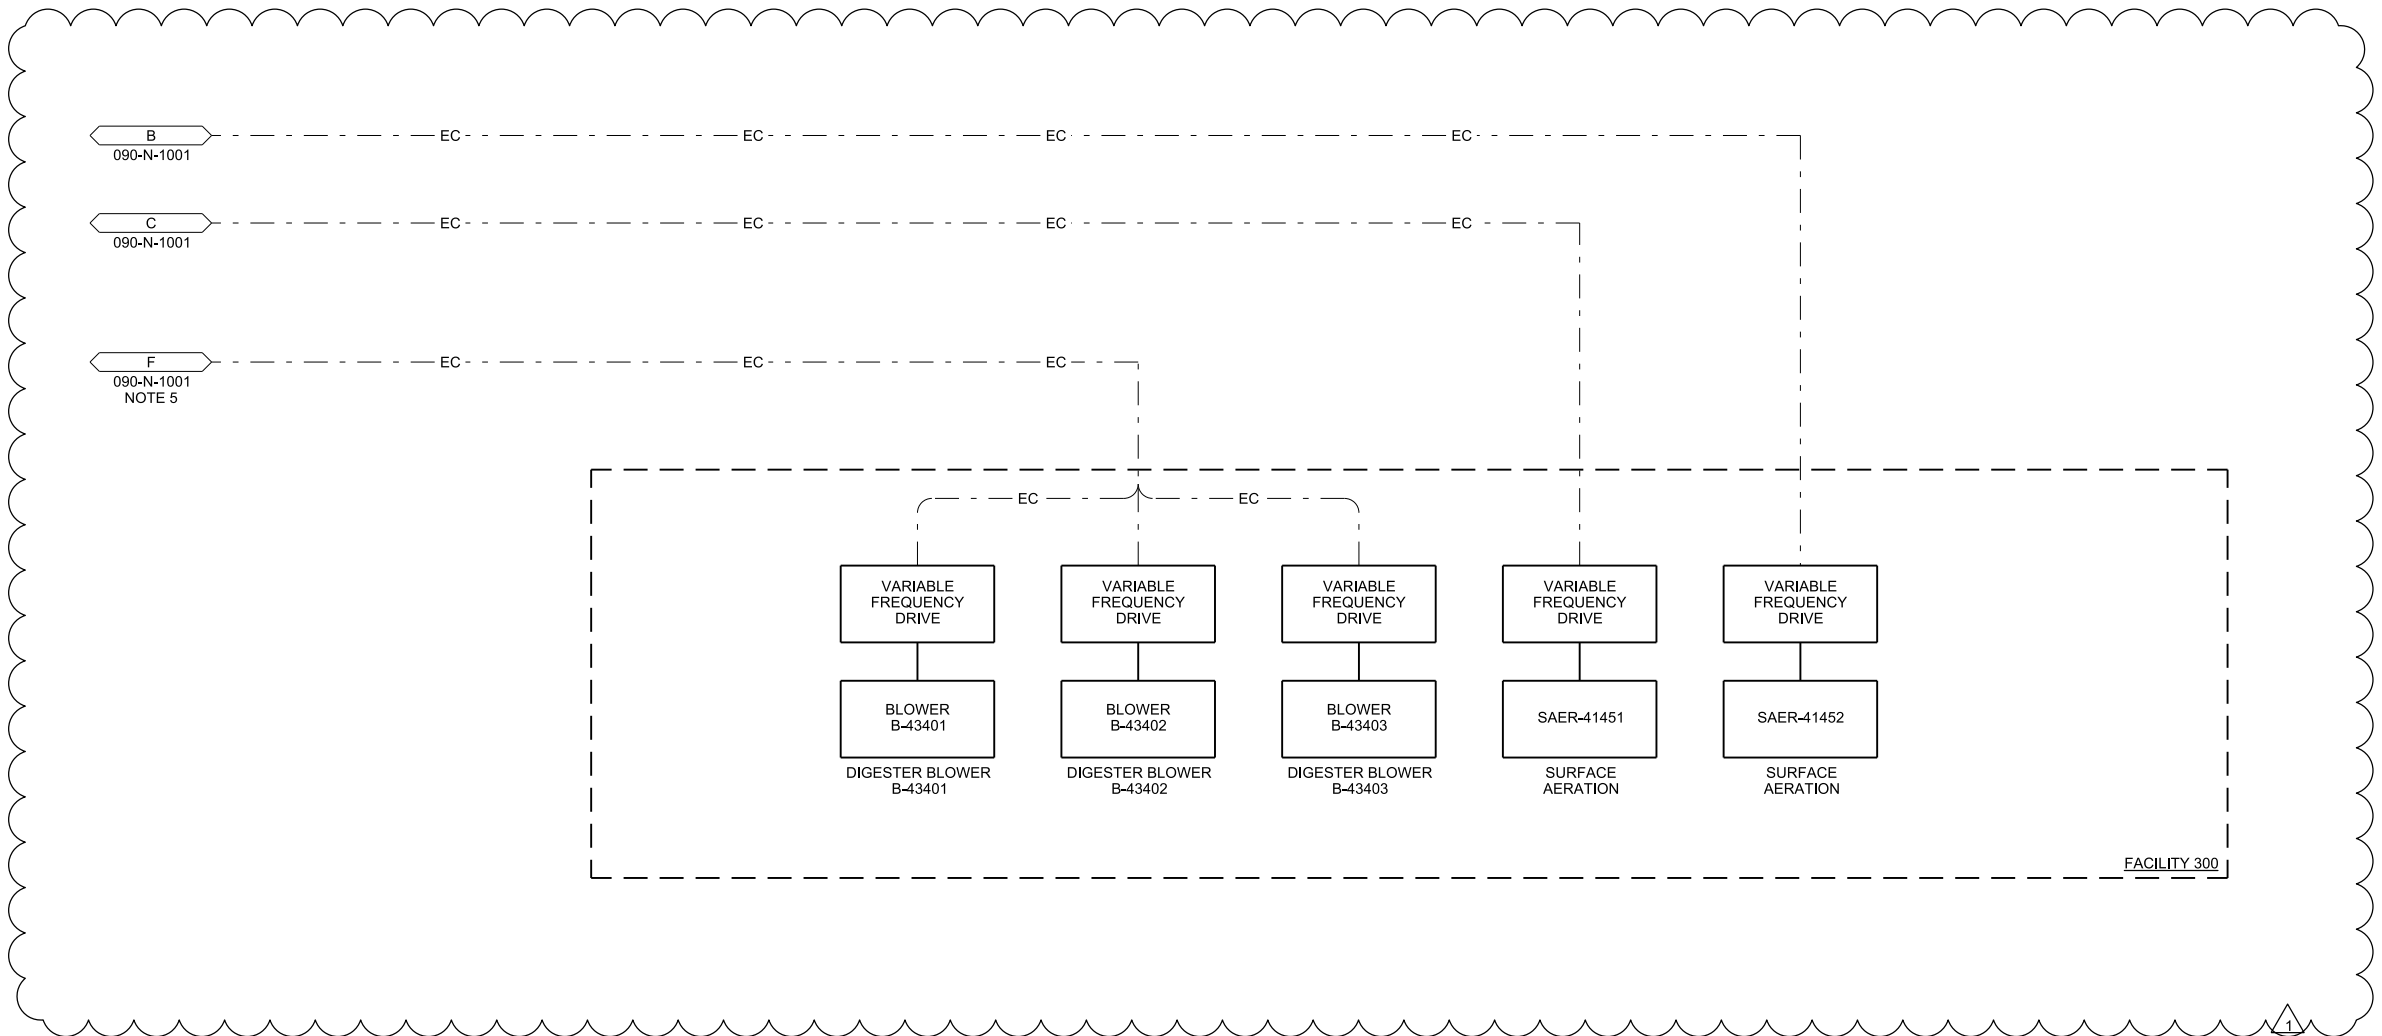 B
090-N-1001
EC EC EC EC
C
090-N-1001
EC EC EC EC
F
090-N-1001
NOTE 5
EC EC EC
EC EC
VARIABLE
FREQUENCY
DRIVE
VARIABLE
FREQUENCY
DRIVE
VARIABLE
FREQUENCY
DRIVE
VARIABLE
FREQUENCY
DRIVE
VARIABLE
FREQUENCY
DRIVE
BLOWER
B-43401
BLOWER
B-43402
BLOWER
B-43403
SAER-41451
SAER-41452
DIGESTER BLOWER
B-43401
DIGESTER BLOWER
B-43402
DIGESTER BLOWER
B-43403
SURFACE
AERATION
SURFACE
AERATION
FACILITY 300
1